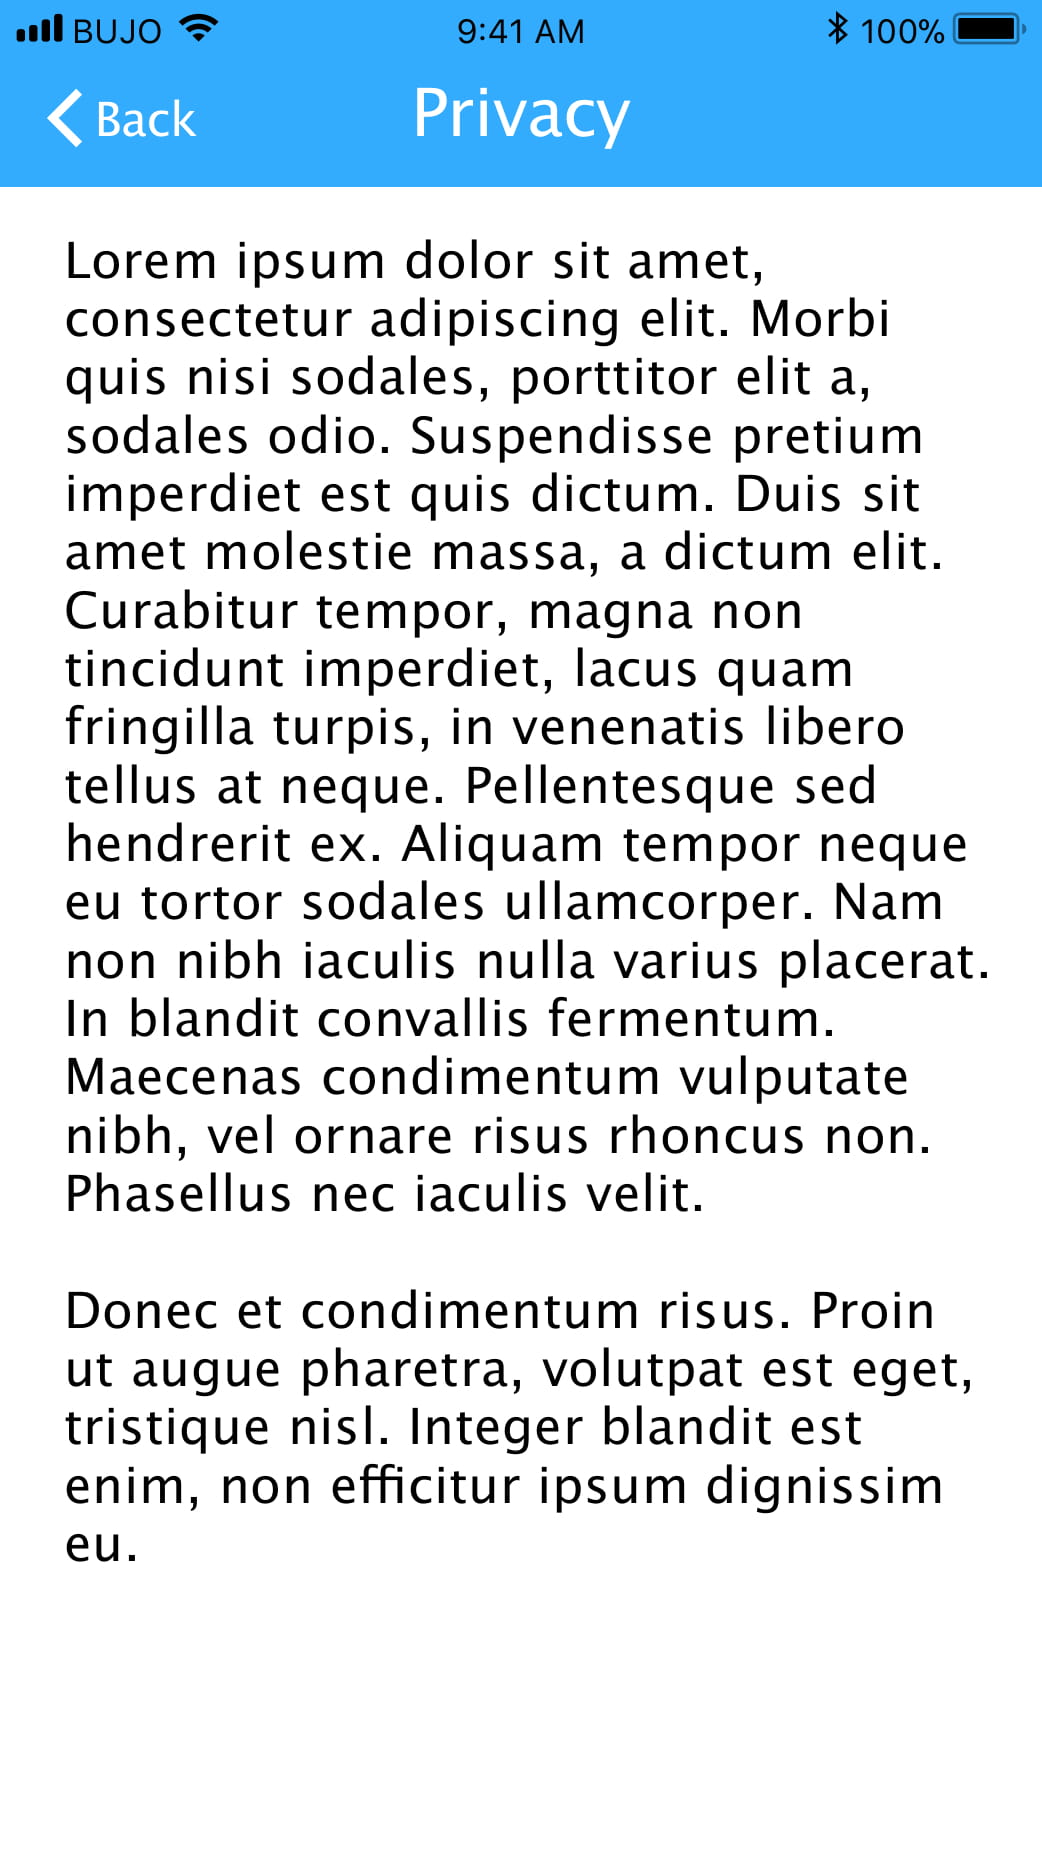 BUJO 9:41 AM 100%
Back Privacy
Lorem ipsum dolor sit amet,
consectetur adipiscing elit. Morbi
quis nisi sodales, porttitor elit a,
sodales odio. Suspendisse pretium
imperdiet est quis dictum. Duis sit
amet molestie massa, a dictum elit.
Curabitur tempor, magna non
tincidunt imperdiet, lacus quam
fringilla turpis, in venenatis libero
tellus at neque. Pellentesque sed
hendrerit ex. Aliquam tempor neque
eu tortor sodales ullamcorper. Nam
non nibh iaculis nulla varius placerat.
In blandit convallis fermentum.
Maecenas condimentum vulputate
nibh, vel ornare risus rhoncus non.
Phasellus nec iaculis velit.
Donec et condimentum risus. Proin
ut augue pharetra, volutpat est eget,
tristique nisl. Integer blandit est
enim, non efficitur ipsum dignissim
eu.